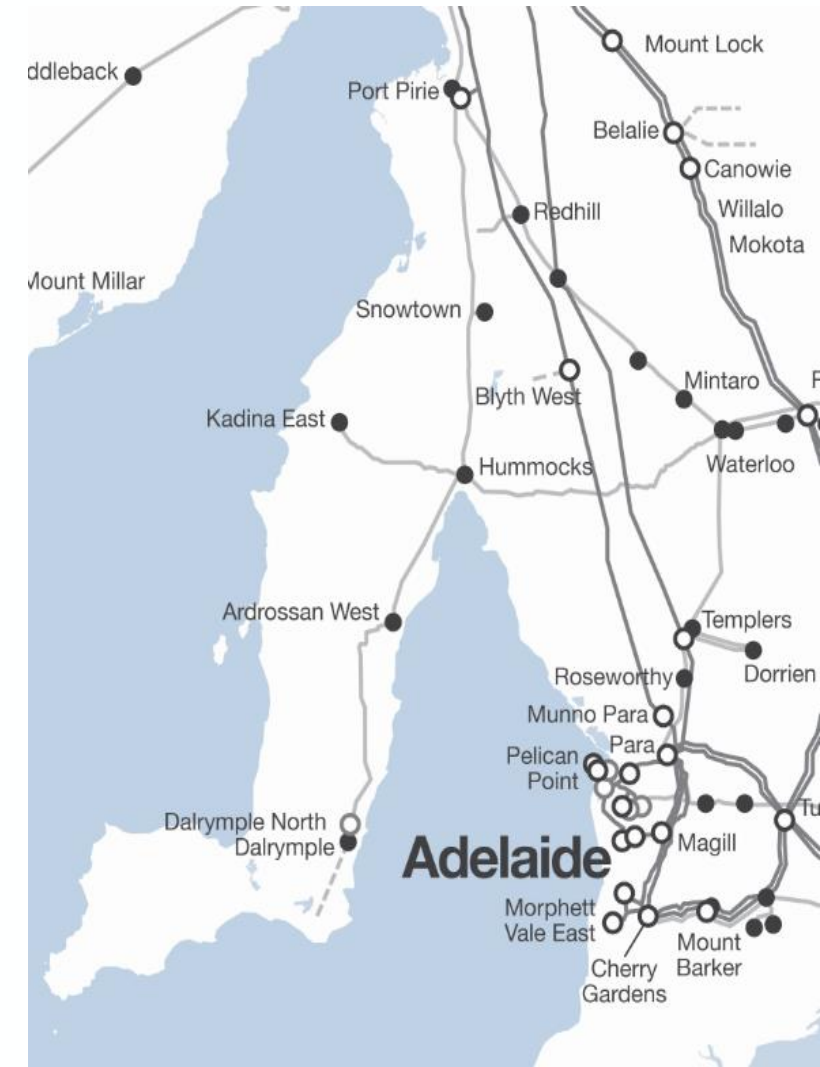 Mount Lock
ddleback
Port Pirie
Belalie
Canowie
Willalo
Redhill
Mokota
Mount Millar
Snowtown
Mintaro
Blyth West
Kadina East
Waterloo
Hummocks
Ardrossan West
Templers
Dorrien
Roseworthy
Munno Para
Para
Pelican
Point
Tu
Dalrymple North
Dalrymple
Magill
Adelaide
Morphett
Vale East
Mount
Barker
Cherry
Gardens